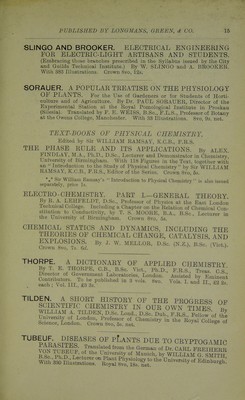 PUBLISHED BY LONGMANS, GREEN, & CO. 15
SLINGO AND BROOKER. ELECTRICAL ENGINEERING
FOR ELECTRIC-LIGHT ARTISANS AND STUDENTS.
(Embracing those branches prescribed in the Syllabus issued by the City
and Guilds Technical Institute.) By W. SLINGO and A. BROOKER.
With Illustrations. Crown 8vo, 12s.
SORAUER. A POPULAR TREATISE ON THE PHYSIOLOGY
OF PLANTS. For the Use of Gardeners or for Students of Horti-
culture and of Agriculture. By Dr. PAUL SORAUER, Director of the
Experimental Station at the Royal Pomological Institute in Proskau
(Silesia). Translated by F. E. WEISS, B.Sc., F.L.S., Professor of Botany
at the Owens College, Manchester. With 33 Illustrations. 8vo, 9s. net.
TEXT-BOOKS OF PHYSICAL CHEMISTRY.
Edited by Sir WILLIAM RAMSAY, K.C.B., F.R.S.
THE PHASE RULE AND ITS APPLICATIONS. By ALEX.
FINDLAY, M.A., Ph.D., D.Sc., Lecturer and Demonstrator in Chemistry,
University of Birmingham. With Figures in the Text, together with
an “Introduction to the Study of Physical Chemistry” by Sir WILLIAM
RAMSAY, K.C.B., F.R.S., Editor of the Series. Crown 8vo, 5s.
*** Sir William Ramsay's “Introduction to Physical Chemistry” is also issued
separately, price 1s.
ELECTRO-CHEMISTRY. PART I.—GENERAL THEORY.
By R. A. LEHFELDT, D.Sc., Professor of Physics at the East London
Technical College. Including a Chapter on the Relation of Chemical Con-
stitution to Conductivity, by T. S. MOORE, B.A., B.Sc., Lecturer in
the University of Birmingham. Crown 8vo, 5s.
CHEMICAL STATICS AND DYNAMICS, INCLUDING THE
THEORIES OF CHEMICAL CHANGE, CATALYSIS, AND
EXPLOSIONS. By J. W. MELLOR, D.Sc. (N.Z.), B.Sc. (Vict.).
Crown 8vo, 7s. 6d.
THORPE. A DICTIONARY OF APPLIED CHEMISTRY.
By T. E. THORPE, C.B., B.Sc. Vict., Ph.D., F.R.S., Treas. C.S.,
Director of Government Laboratories, London. Assisted by Eminent
Contributors. To be published in 3 vols. 8vo. Vols. I. and II., £2 2s.
each; Vol. III., £3 3s.
TILDEN. A SHORT HISTORY OF THE PROGRESS OF
SCIENTIFIC CHEMISTRY IN OUR OWN TIMES. By
WILLIAM A. TILDEN, D.Sc. Lond., D.Sc. Dub., F.R.S., Fellow of the
University of London, Professor of Chemistry in the Royal College of
Science, London. Crown 8vo, 5s. net.
TUBEUF. DISEASES OF PLANTS DUE TO CRYPTOGAMIC
PARASITES. Translated from the German of Dr. CARL FREIHERR
VON TUBEUF, of the University of Munich, by WILLIAM G. SMITH,
B.Sc., Ph.D., Lecturer on Plant Physiology to the University of Edinburgh.
With 330 Illustrations. Royal 8vo, 18s. net.